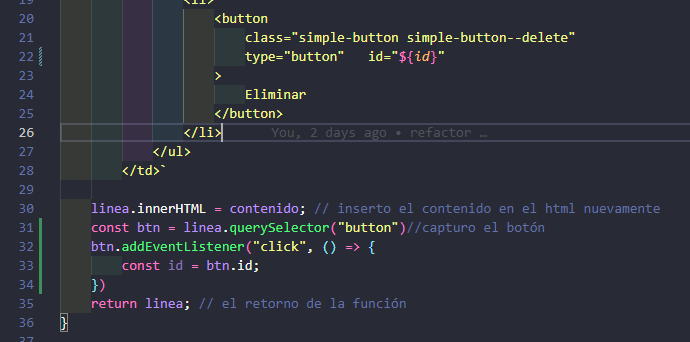 19 <li>
20 <button
21 class="simple-button simple-button--delete"
22 type="button" id="${id}"
23 >
24 Eliminar
25 </button>
26 </li> You, 2 days ago • refactor …
27 </ul>
28 </td>`
29
30 linea.innerHTML = contenido; // inserto el contenido en el html nuevamente
31 const btn = linea.querySelector("button")//capturo el botón
32 btn.addEventListener("click", () => {
33 const id = btn.id;
34 })
35 return linea; // el retorno de la función
36 }
37